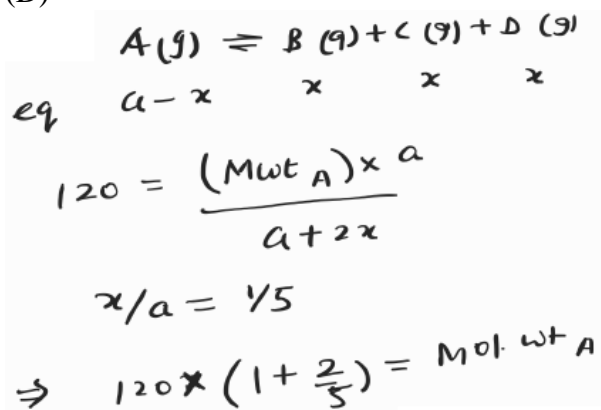 A(g) ⇌ B (g) + C (g) + D (g)
eq a - x x x x
120 = (Mwt A) × a / a + 2x
x/a = 1/5
⇒ 120 × (1 + 2/5) = Mol. wt A